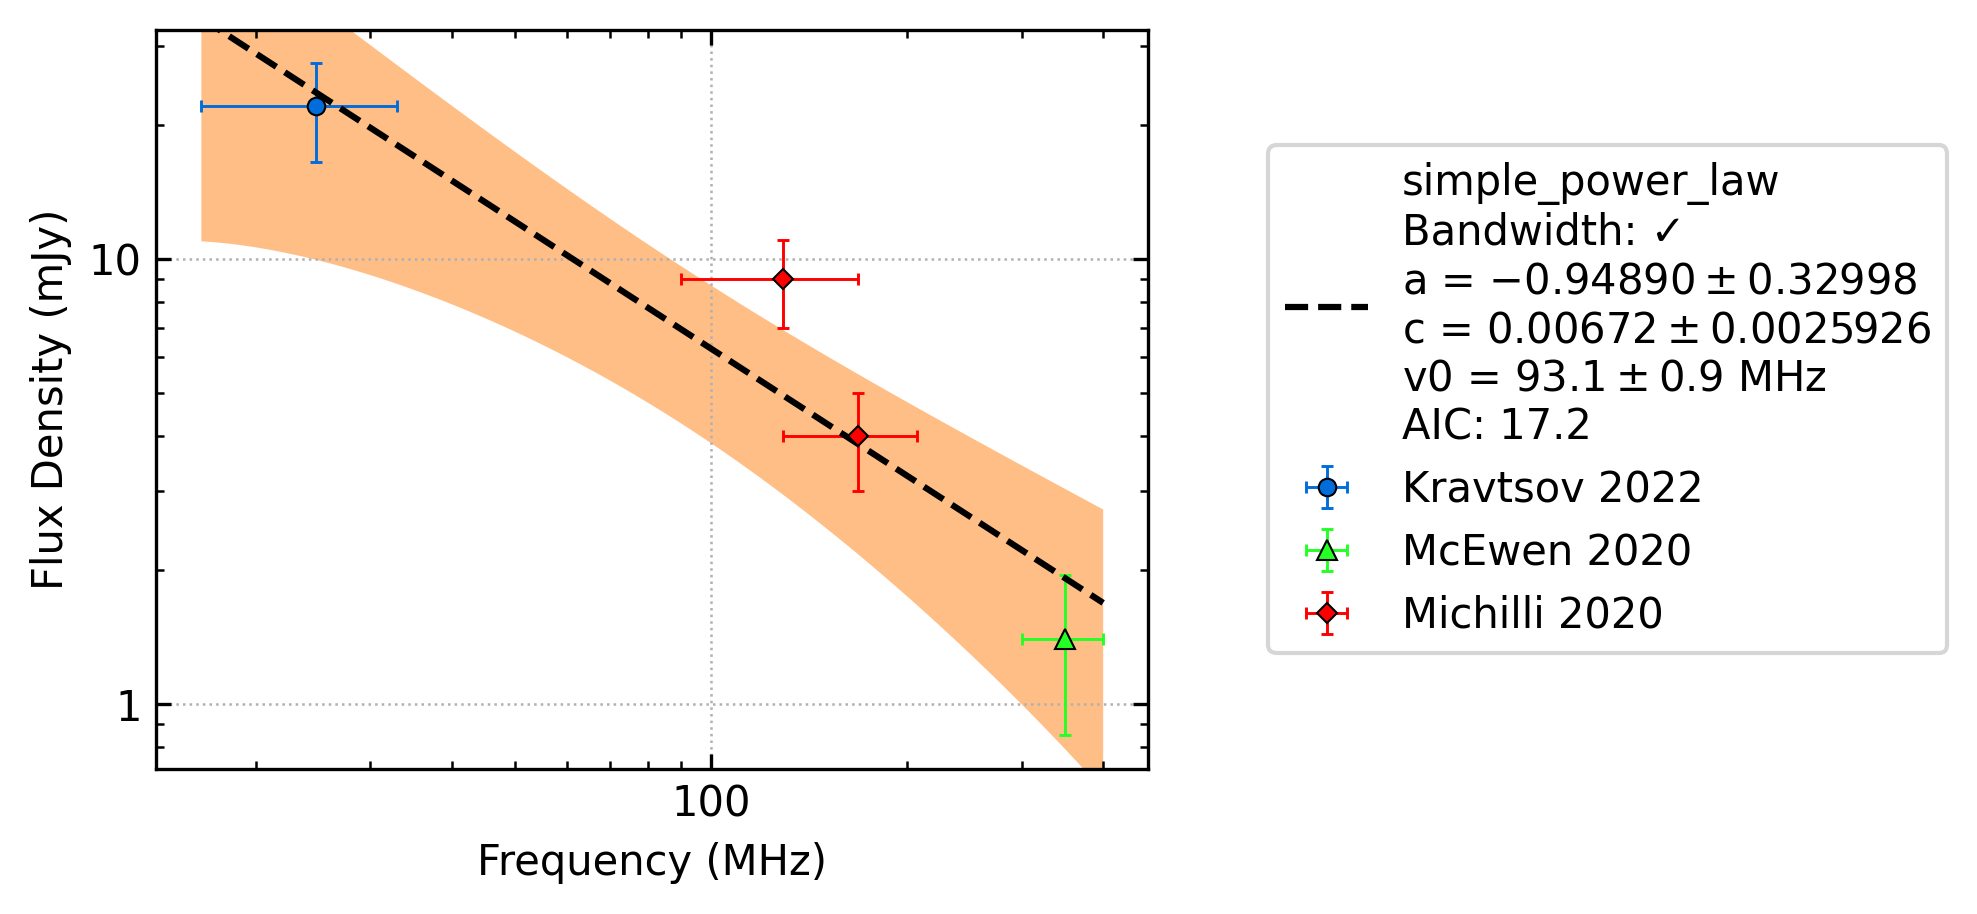 Flux Density (mJy)
10
1
100
Frequency (MHz)
simple_power_law
Bandwidth: ✓
a = −0.94890 ± 0.32998
c = 0.00672 ± 0.0025926
v0 = 93.1 ± 0.9 MHz
AIC: 17.2
Kravtsov 2022
McEwen 2020
Michilli 2020